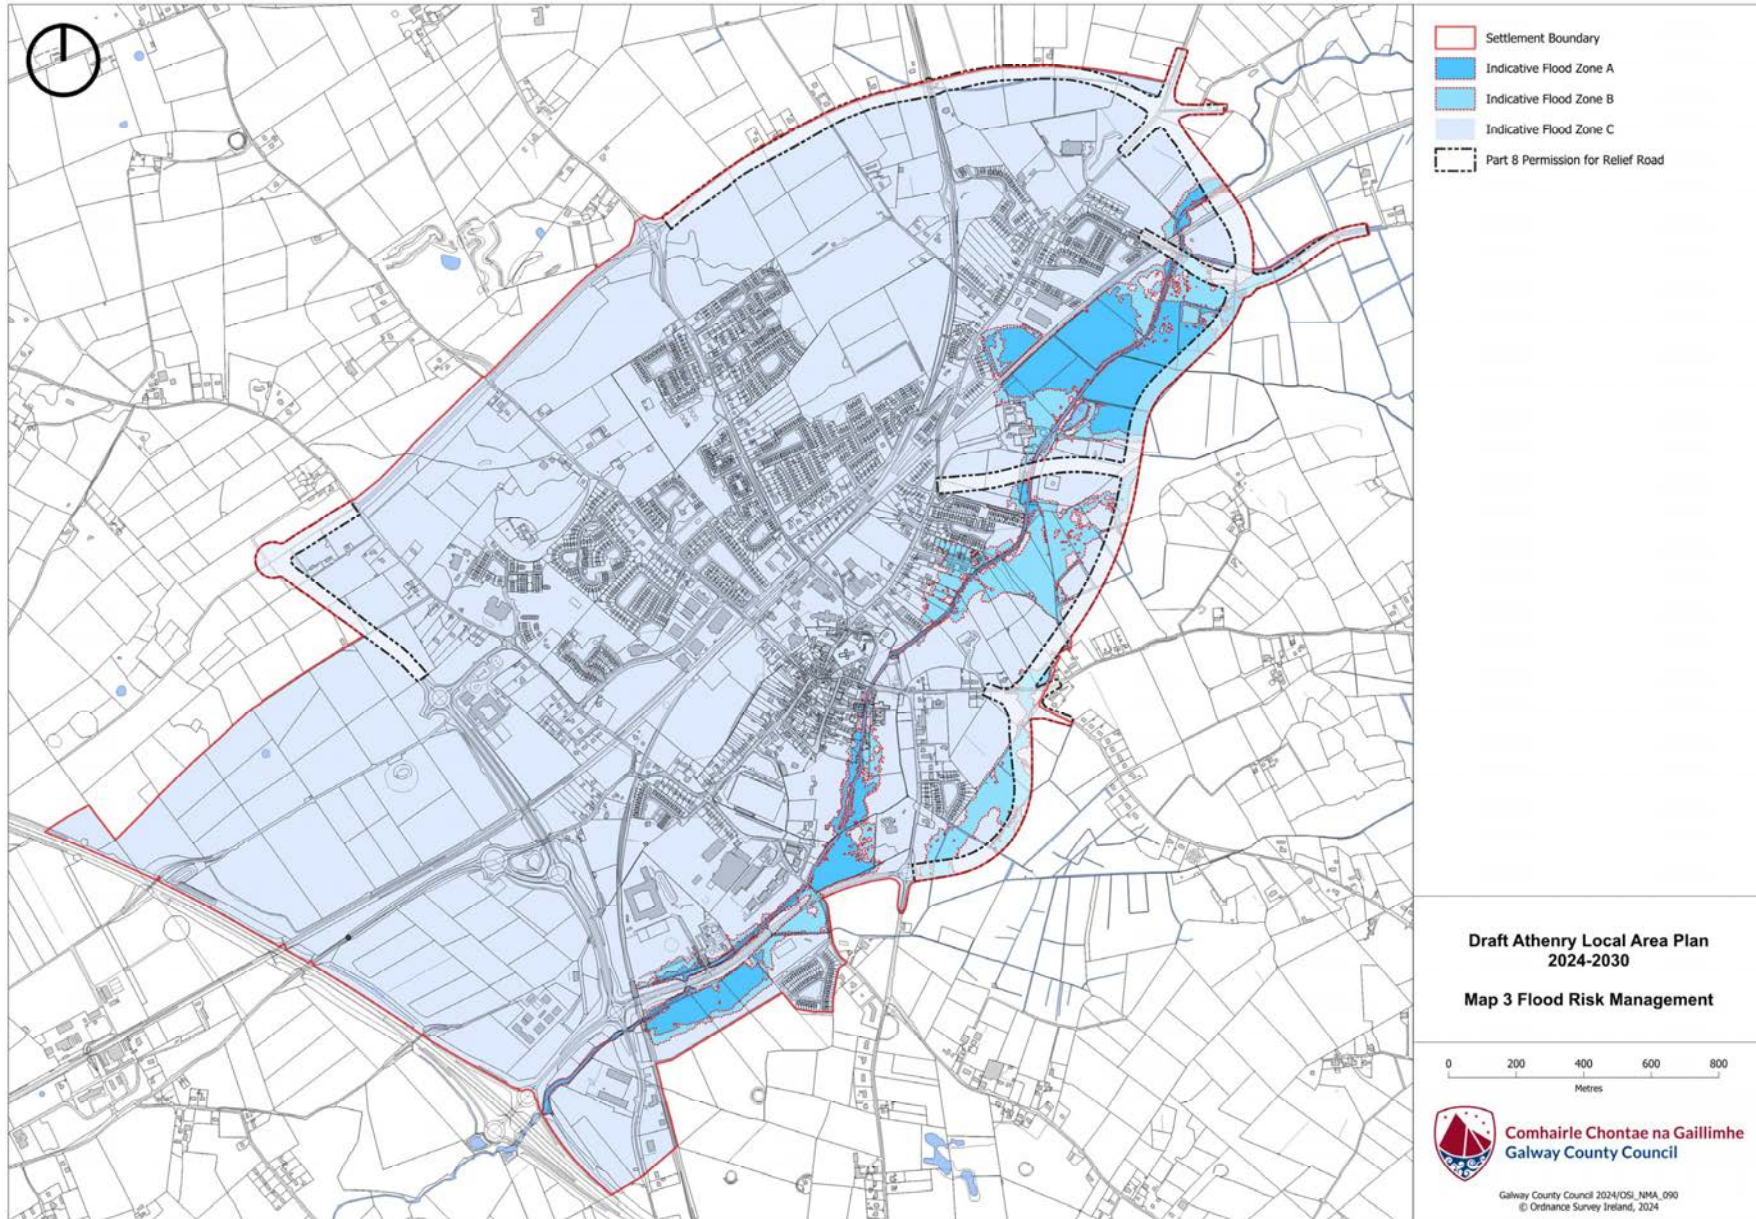 Settlement Boundary
Indicative Flood Zone A
Indicative Flood Zone B
Indicative Flood Zone C
Part 8 Permission for Relief Road
Draft Athenry Local Area Plan
2024-2030
Map 3 Flood Risk Management
0 200 400 600 800
Metres
Comhairle Chontae na Gaillimhe
Galway County Council
Galway County Council 2024/OSi_NMA_090
© Ordnance Survey Ireland, 2024